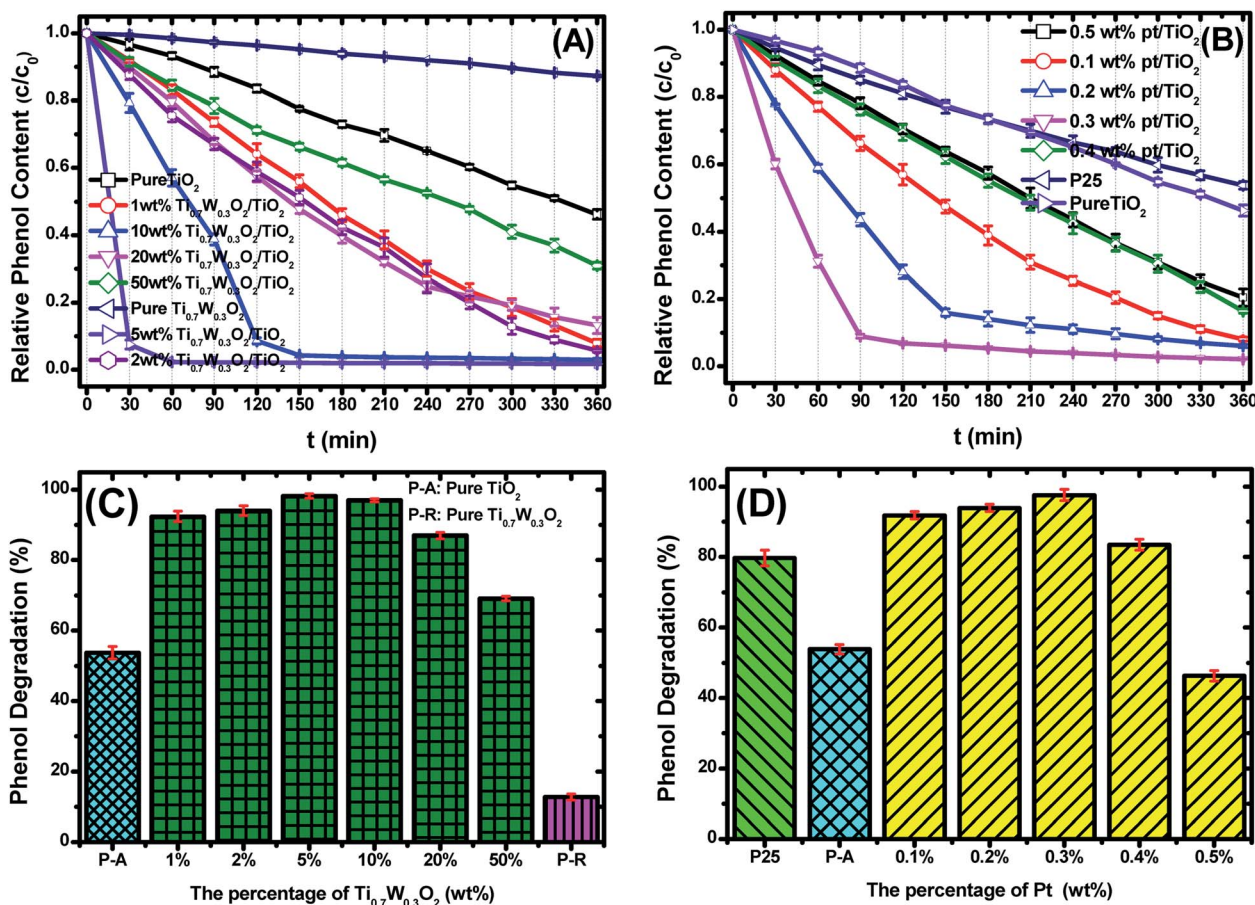 (A)
Relative Phenol Content (c/c₀)
1.0
0.8
0.6
0.4
0.2
0.0
PureTiO₂
1wt% Ti₀.₇W₀.₃O₂/TiO₂
10wt% Ti₀.₇W₀.₃O₂/TiO₂
20wt% Ti₀.₇W₀.₃O₂/TiO₂
50wt% Ti₀.₇W₀.₃O₂/TiO₂
Pure Ti₀.₇W₀.₃O₂
5wt% Ti₀.₇W₀.₃O₂/TiO₂
2wt% Ti₀.₇W₀.₃O₂/TiO₂
0 30 60 90 120 150 180 210 240 270 300 330 360
t (min)
(B)
Relative Phenol Content (c/c₀)
1.0
0.8
0.6
0.4
0.2
0.0
0.5 wt% pt/TiO₂
0.1 wt% pt/TiO₂
0.2 wt% pt/TiO₂
0.3 wt% pt/TiO₂
0.4 wt% pt/TiO₂
P25
PureTiO₂
0 30 60 90 120 150 180 210 240 270 300 330 360
t (min)
(C)
P-A: Pure TiO₂
P-R: Pure Ti₀.₇W₀.₃O₂
Phenol Degradation (%)
100
80
60
40
20
0
P-A 1% 2% 5% 10% 20% 50% P-R
The percentage of Ti₀.₇W₀.₃O₂ (wt%)
(D)
Phenol Degradation (%)
100
80
60
40
20
0
P25 P-A 0.1% 0.2% 0.3% 0.4% 0.5%
The percentage of Pt (wt%)